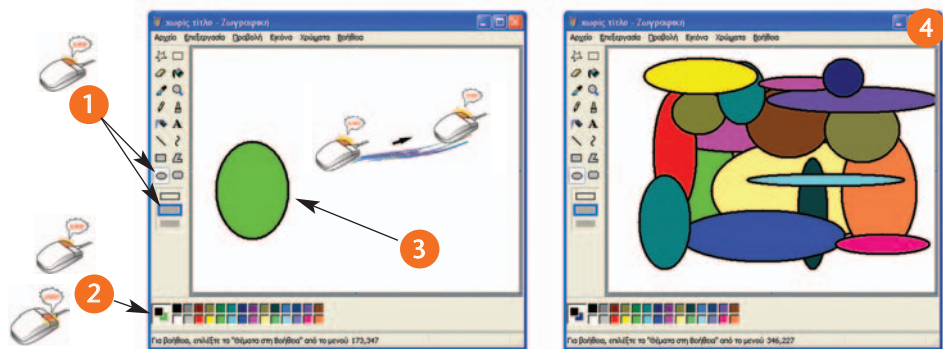 χωρίς τίτλο - Ζωγραφική
Αρχείο Επεξεργασία Προβολή Εικόνα Χρώματα Βοήθεια
1
2
3
Για βοήθεια, επιλέξτε τα "Θέματα στη Βοήθεια" από το μενού 173,347
χωρίς τίτλο - Ζωγραφική
4
Αρχείο Επεξεργασία Προβολή Εικόνα Χρώματα Βοήθεια
Για βοήθεια, επιλέξτε τα "Θέματα στη Βοήθεια" από το μενού 346,227